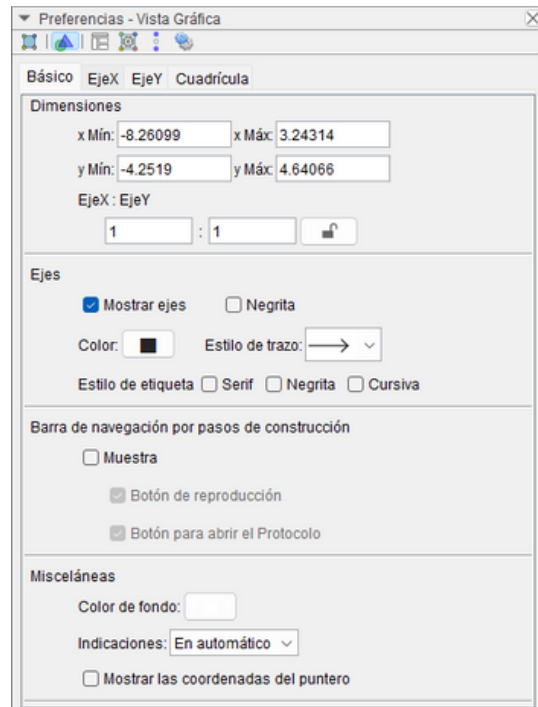 Preferencias - Vista Gráfica
Básico EjeX EjeY Cuadrícula
Dimensiones
x Mín: -8.26099 x Máx: 3.24314
y Mín: -4.2519 y Máx: 4.64066
EjeX : EjeY
1 : 1
Ejes
Mostrar ejes Negrita
Color: Estilo de trazo:
Estilo de etiqueta Serif Negrita Cursiva
Barra de navegación por pasos de construcción
Muestra
Botón de reproducción
Botón para abrir el Protocolo
Misceláneas
Color de fondo:
Indicaciones: En automático
Mostrar las coordenadas del puntero